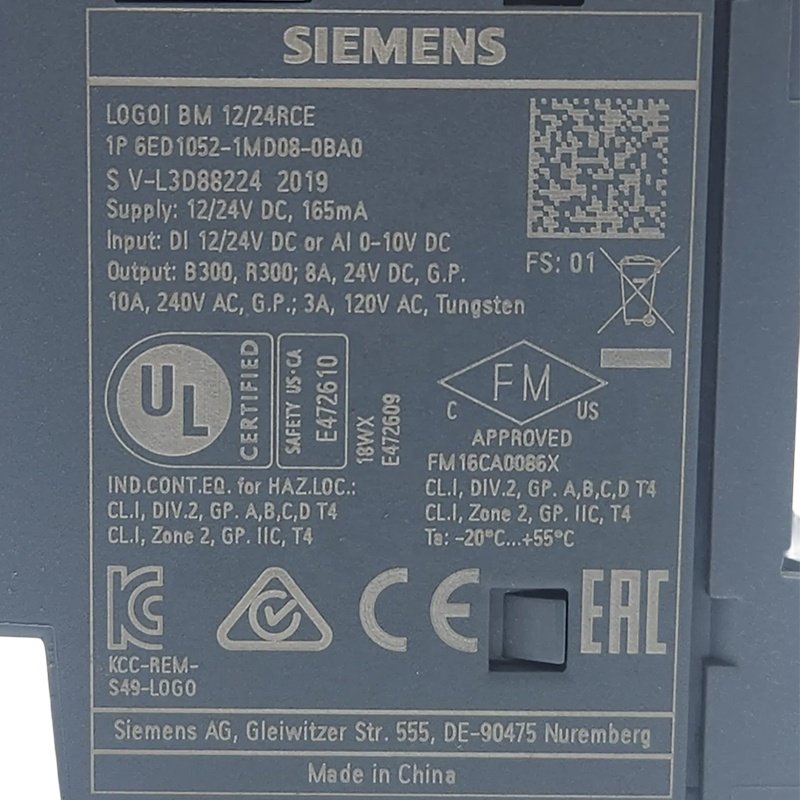 SIEMENS
LOGO! BM 12/24RCE
1P 6ED1052-1MD08-0BA0
S V-L3D88224 2019
Supply: 12/24V DC, 165mA
Input: DI 12/24V DC or AI 0-10V DC
Output: B300, R300; 8A, 24V DC, G.P.
10A, 240V AC, G.P.; 3A, 120V AC, Tungsten
FS: 01
UL
CERTIFIED
SAFETY US·CA
E472610
18WX
E472609
FM
C US
APPROVED
FM16CA0086X
CL.I, DIV.2, GP. A,B,C,D T4
CL.I, Zone 2, GP. IIC, T4
Ta: -20°C...+55°C
IND.CONT.EQ. for HAZ.LOC.:
CL.I, DIV.2, GP. A,B,C,D T4
CL.I, Zone 2, GP. IIC, T4
KC
KCC-REM-
S49-LOGO
CE
EAC
Siemens AG, Gleiwitzer Str. 555, DE-90475 Nuremberg
Made in China